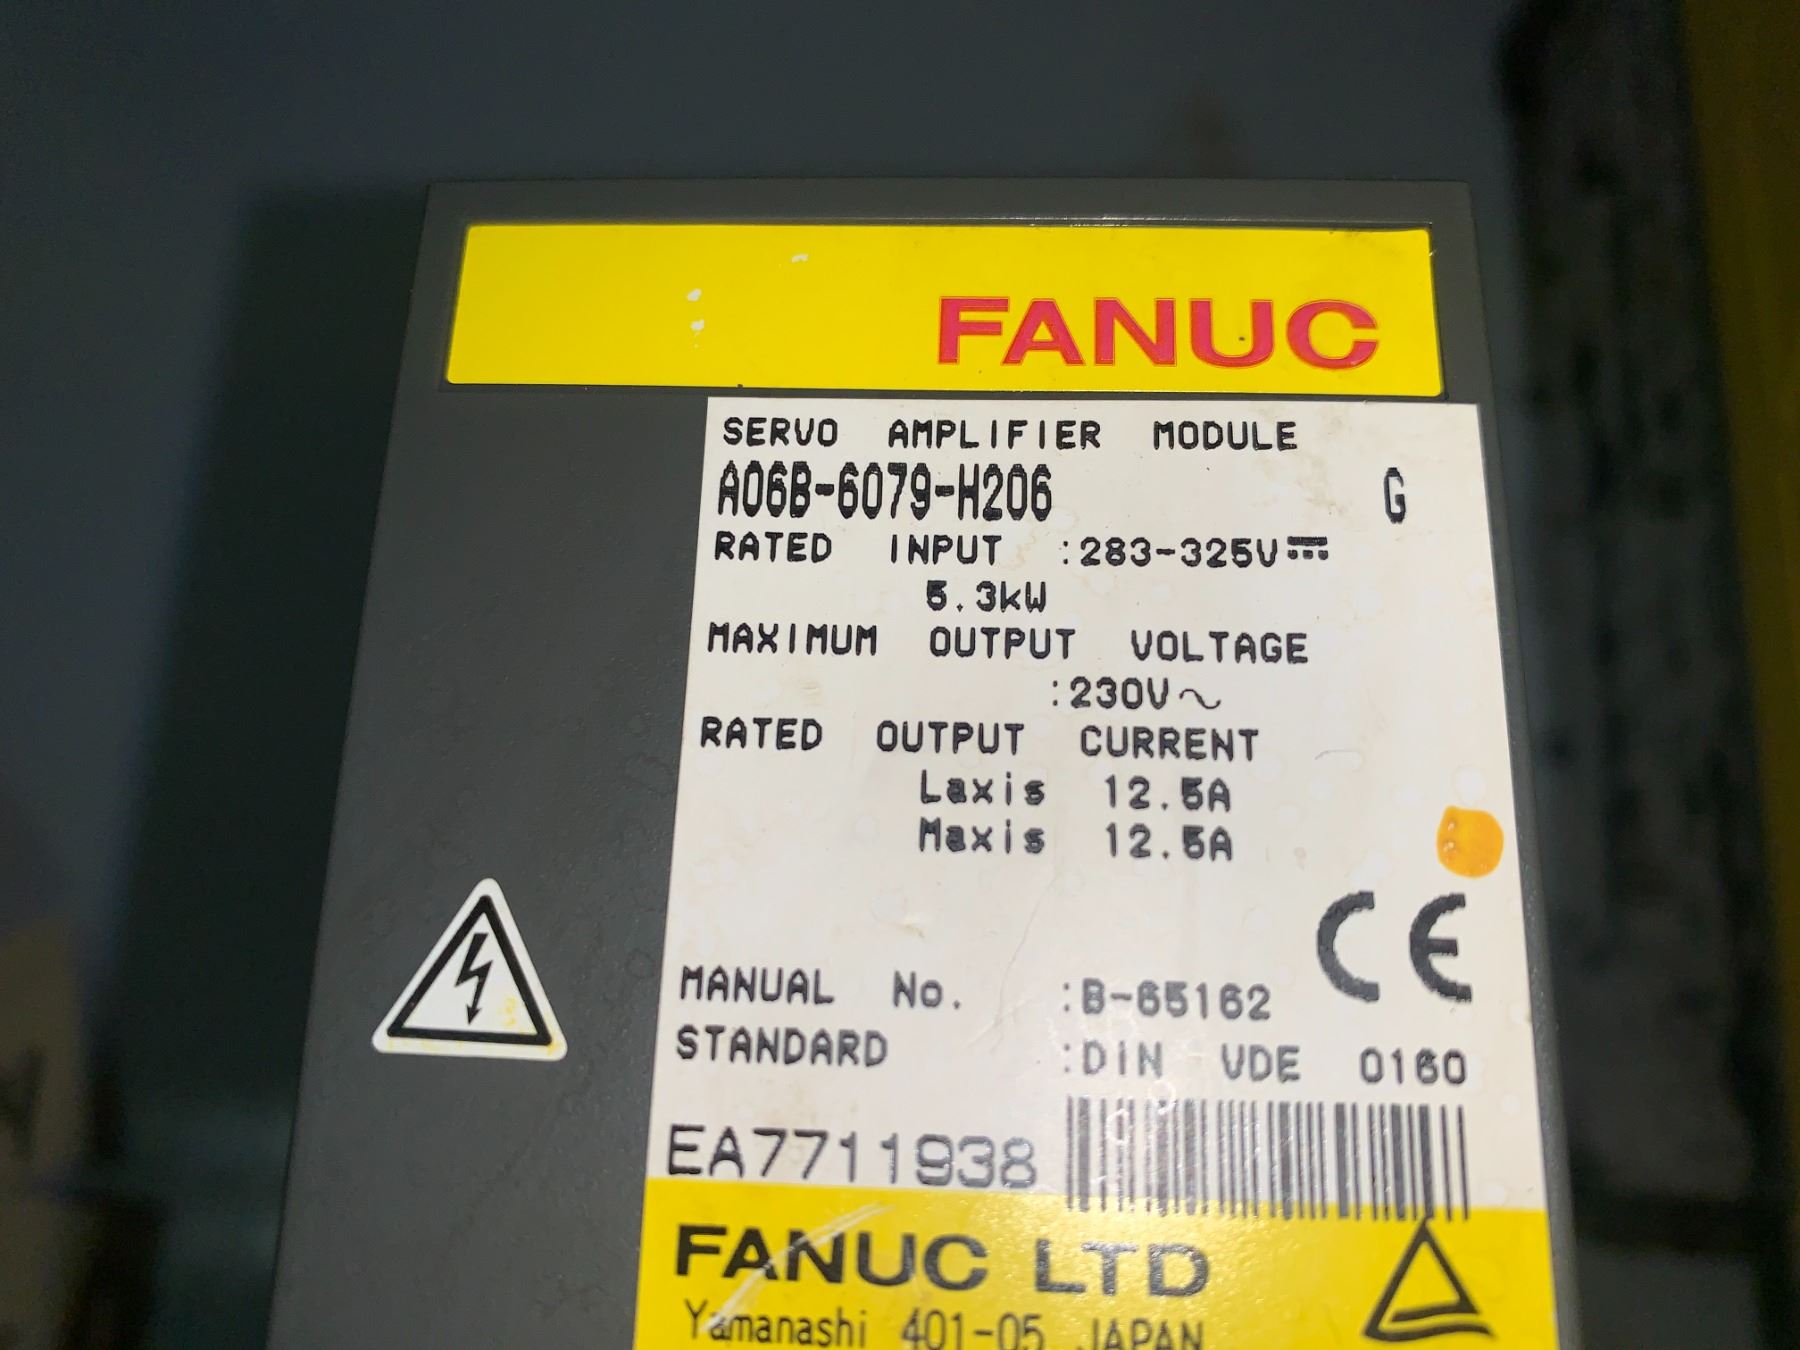 FANUC
SERVO AMPLIFIER MODULE
A06B-6079-H206 G
RATED INPUT :283-325V⎓
5.3kW
MAXIMUM OUTPUT VOLTAGE
:230V~
RATED OUTPUT CURRENT
Laxis 12.5A
Maxis 12.5A
CE
MANUAL No. :B-65162
STANDARD :DIN VDE 0160
EA7711938
FANUC LTD
Yamanashi 401-05 JAPAN